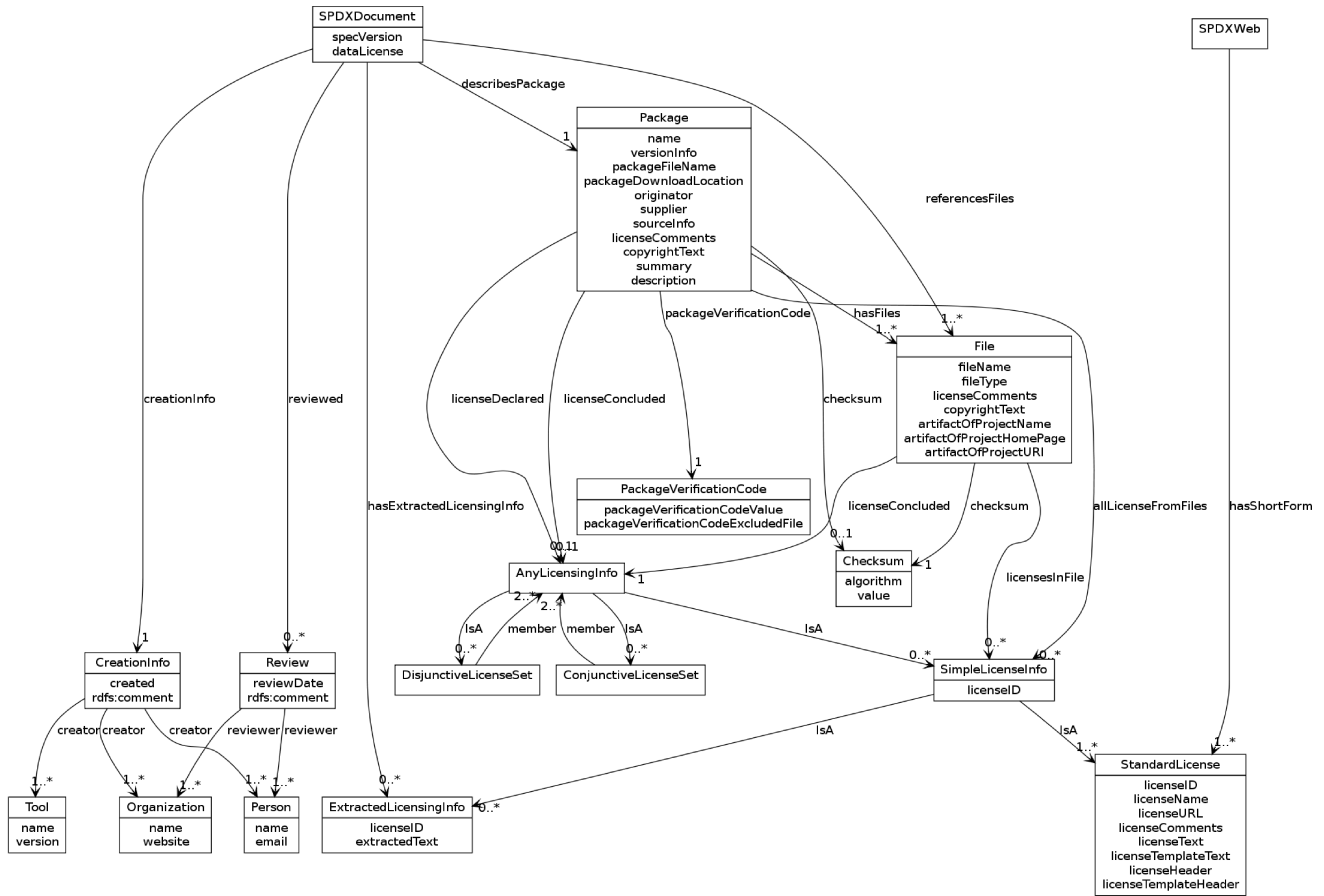 SPDXDocument
specVersion
dataLicense
SPDXWeb
describesPackage
1
Package
name
versionInfo
packageFileName
packageDownloadLocation
originator
supplier
sourceInfo
licenseComments
copyrightText
summary
description
referencesFiles
packageVerificationCode
hasFiles
1..*
1..*
File
fileName
fileType
licenseComments
copyrightText
artifactOfProjectName
artifactOfProjectHomePage
artifactOfProjectURI
creationInfo
reviewed
licenseDeclared
licenseConcluded
checksum
1
PackageVerificationCode
packageVerificationCodeValue
packageVerificationCodeExcludedFile
hasExtractedLicensingInfo
licenseConcluded
checksum
allLicenseFromFiles
hasShortForm
0..1
0..1
1
0..1
Checksum
algorithm
value
1
AnyLicensingInfo
1
licensesInFile
2..*
2..*
IsA
member
member
IsA
IsA
1
0..*
0..*
0..*
0..*
0..*
0..*
CreationInfo
created
rdfs:comment
Review
reviewDate
rdfs:comment
DisjunctiveLicenseSet
ConjunctiveLicenseSet
SimpleLicenseInfo
licenseID
creator
creator
creator
reviewer
reviewer
IsA
IsA
1..*
1..*
1..*
1..*
1..*
0..*
0..*
1..*
1..*
Tool
name
version
Organization
name
website
Person
name
email
ExtractedLicensingInfo
licenseID
extractedText
StandardLicense
licenseID
licenseName
licenseURL
licenseComments
licenseText
licenseTemplateText
licenseHeader
licenseTemplateHeader